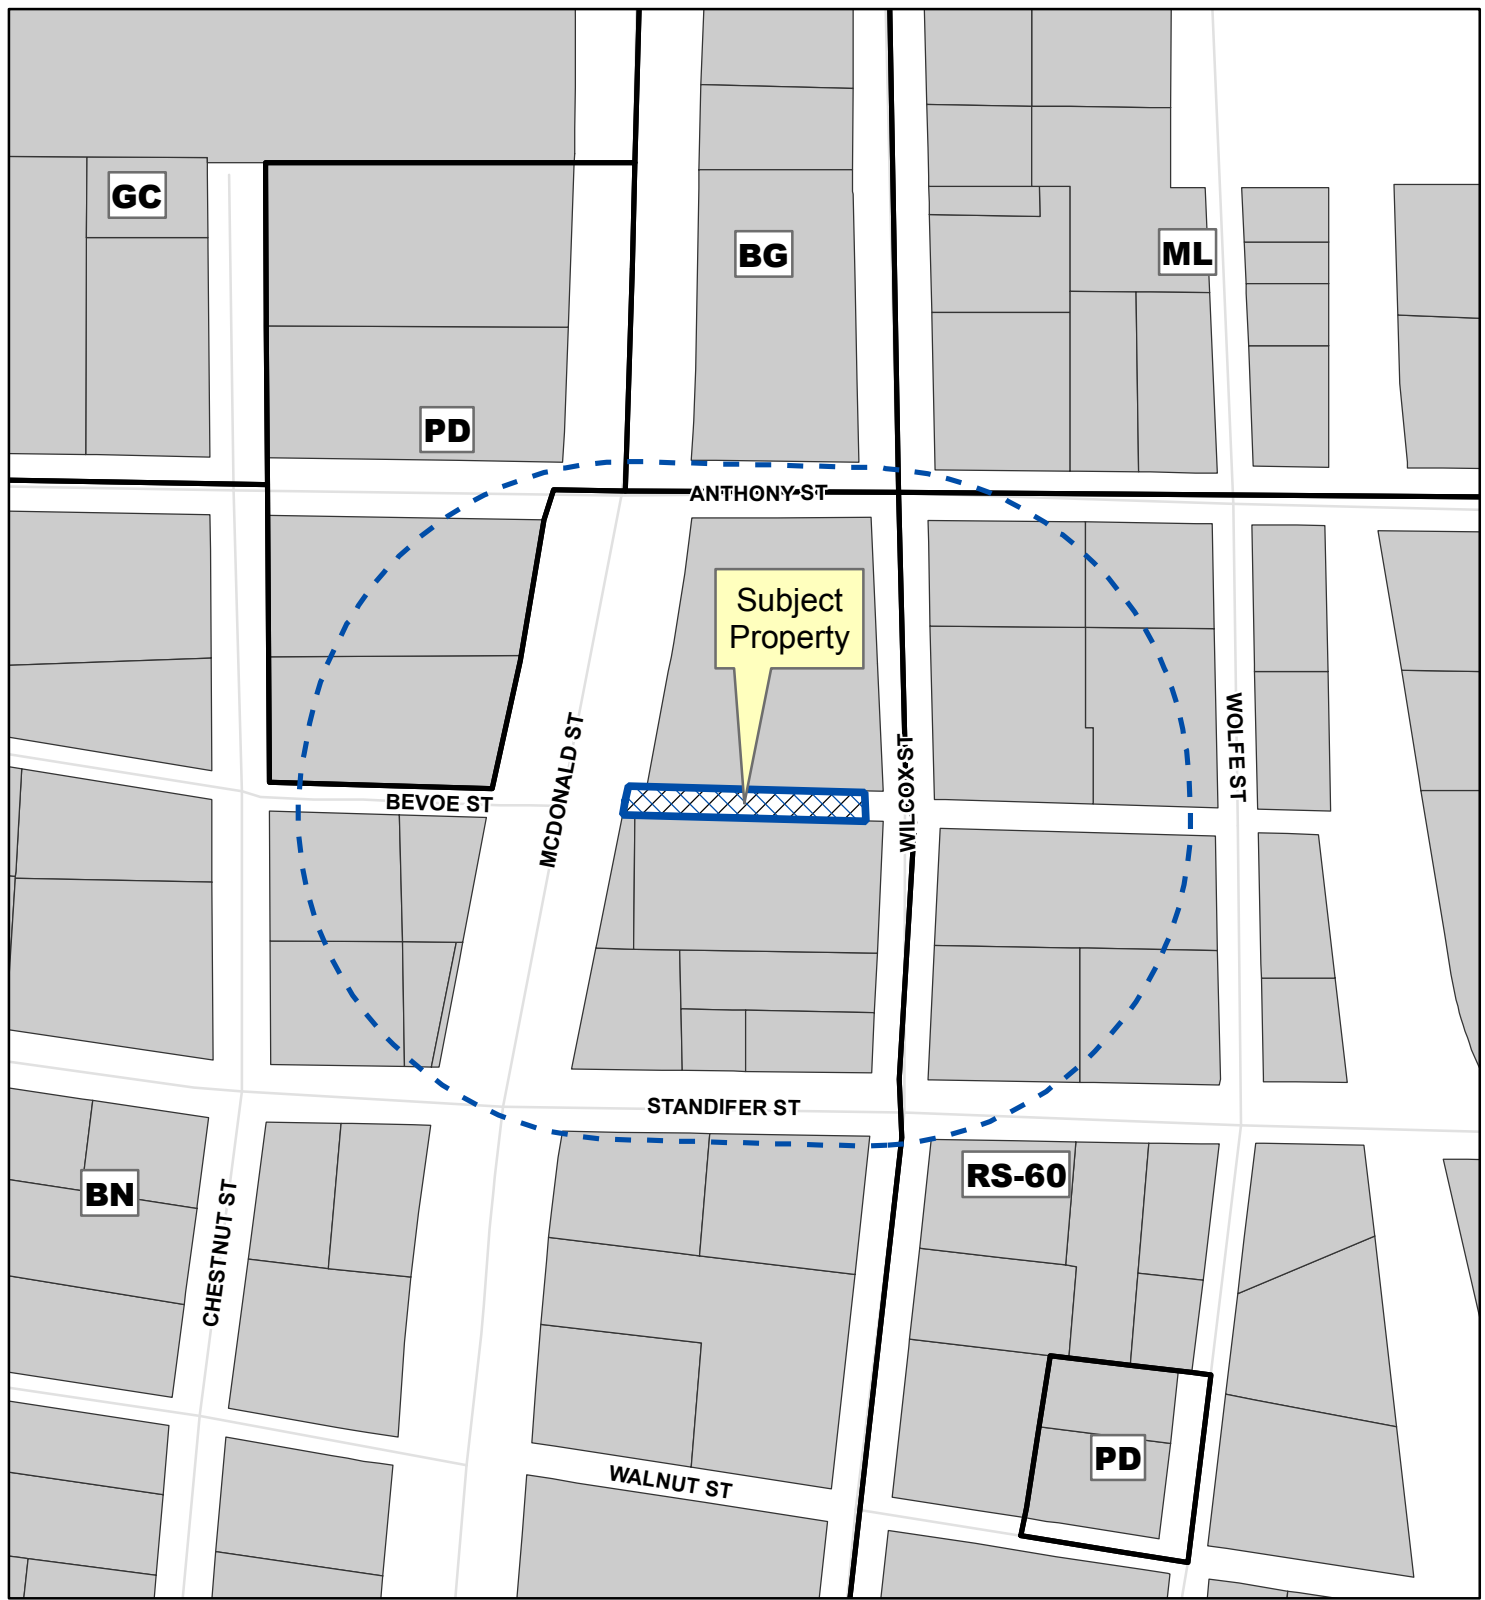 GC
BG
ML
PD
ANTHONY ST
Subject
Property
MCDONALD ST
WILCOX ST
WOLFE ST
BEVOE ST
STANDIFER ST
RS-60
BN
CHESTNUT ST
PD
WALNUT ST